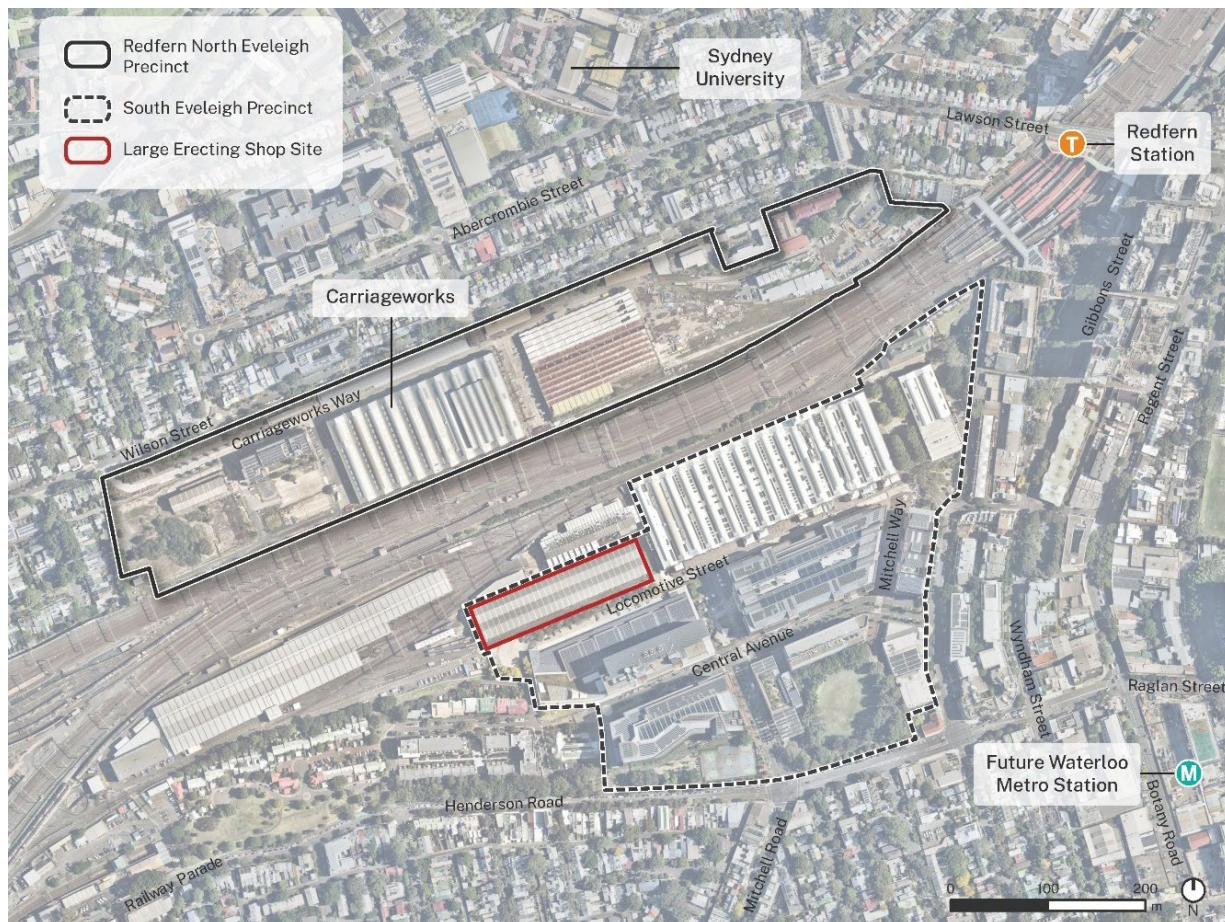 Redfern North Eveleigh
Precinct
South Eveleigh Precinct
Large Erecting Shop Site
Sydney
University
Lawson Street
T
Redfern
Station
Abercrombie Street
Carriageworks
Gibbons Street
Regent Street
Wilson Street
Carriageworks Way
Mitchell Way
Locomotive Street
Central Avenue
Wyndham Street
Raglan Street
Future Waterloo
Metro Station
M
Henderson Road
Botany Road
Mitchell Road
Railway Parade
0 100 200
m
N